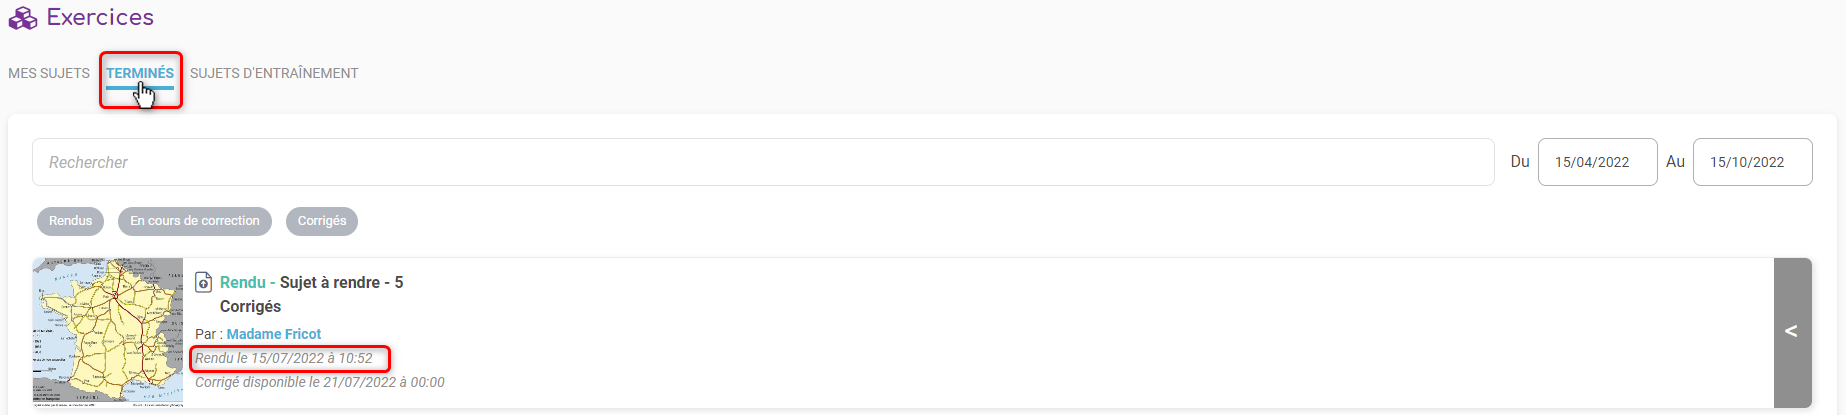 Exercices
MES SUJETS TERMINÉS SUJETS D'ENTRAÎNEMENT
Rechercher Du 15/04/2022 Au 15/10/2022
Rendus En cours de correction Corrigés
Rendu - Sujet à rendre - 5
Corrigés
Par : Madame Fricot
Rendu le 15/07/2022 à 10:52
Corrigé disponible le 21/07/2022 à 00:00
<